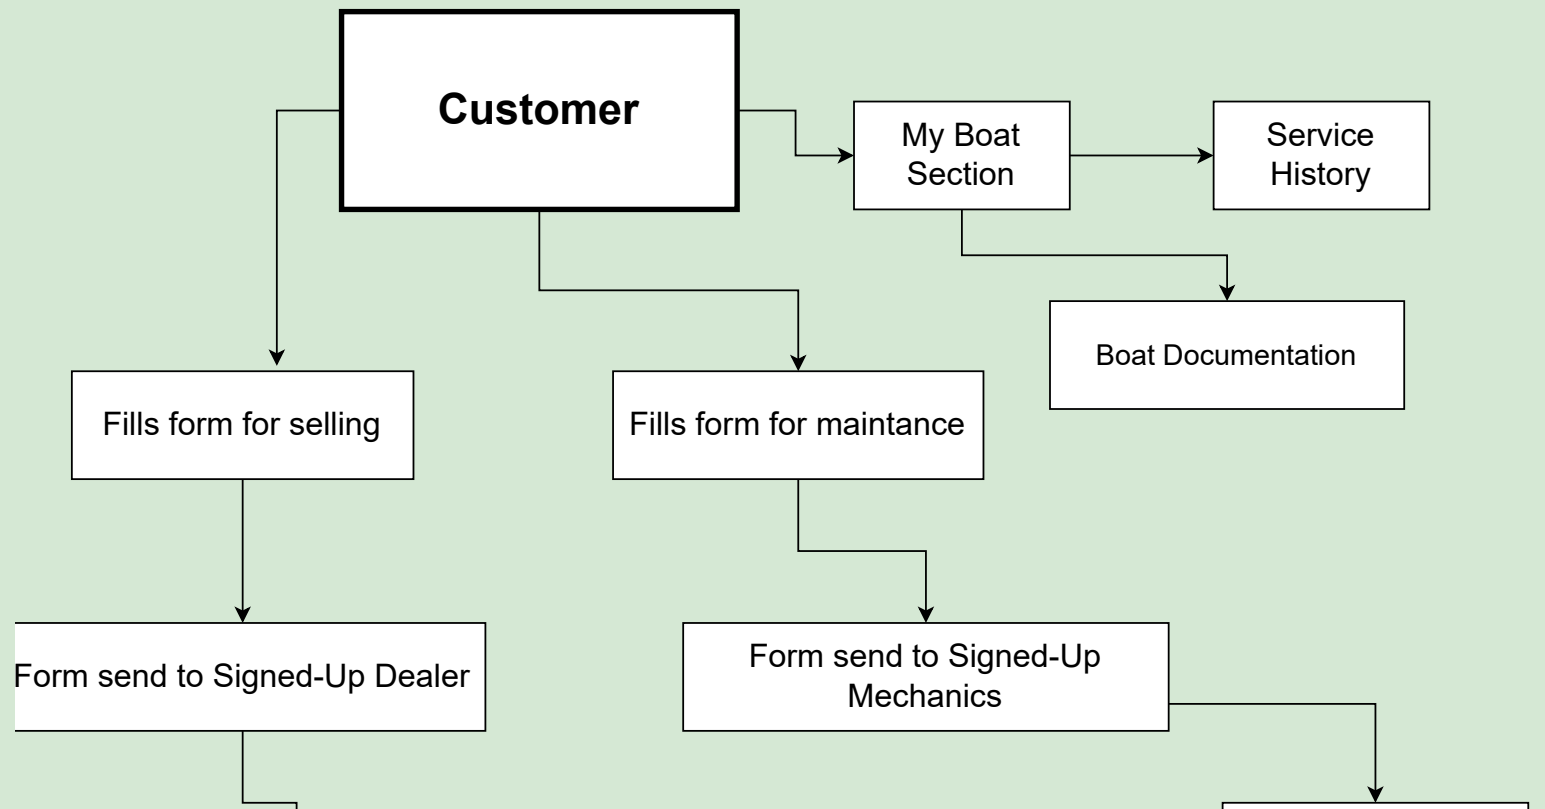 Customer
My Boat
Section
Service
History
Boat Documentation
Fills form for selling
Fills form for maintance
Form send to Signed-Up Dealer
Form send to Signed-Up
Mechanics